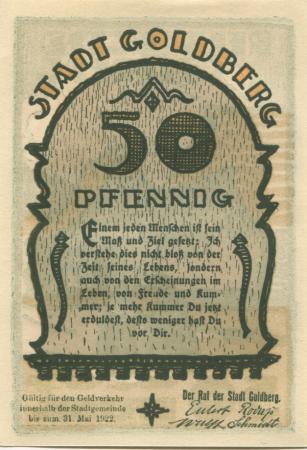 STADT GOLDBERG
50
PFENNIG
Einem jeden Menschen ist sein
Maß und Ziel gesetzt; Ich
verstehe dies nicht bloß von der
Zeit seines Lebens, sondern
auch von den Erscheinungen im
Leben, von Freude und Kum-
mer; je mehr Kummer Du jetzt
erduldest, desto weniger hast Du
vor Dir.
Gültig für den Geldverkehr
innerhalb der Stadtgemeinde
bis zum 31. Mai 1922.
Der Rat der Stadt Goldberg.
Schmidt